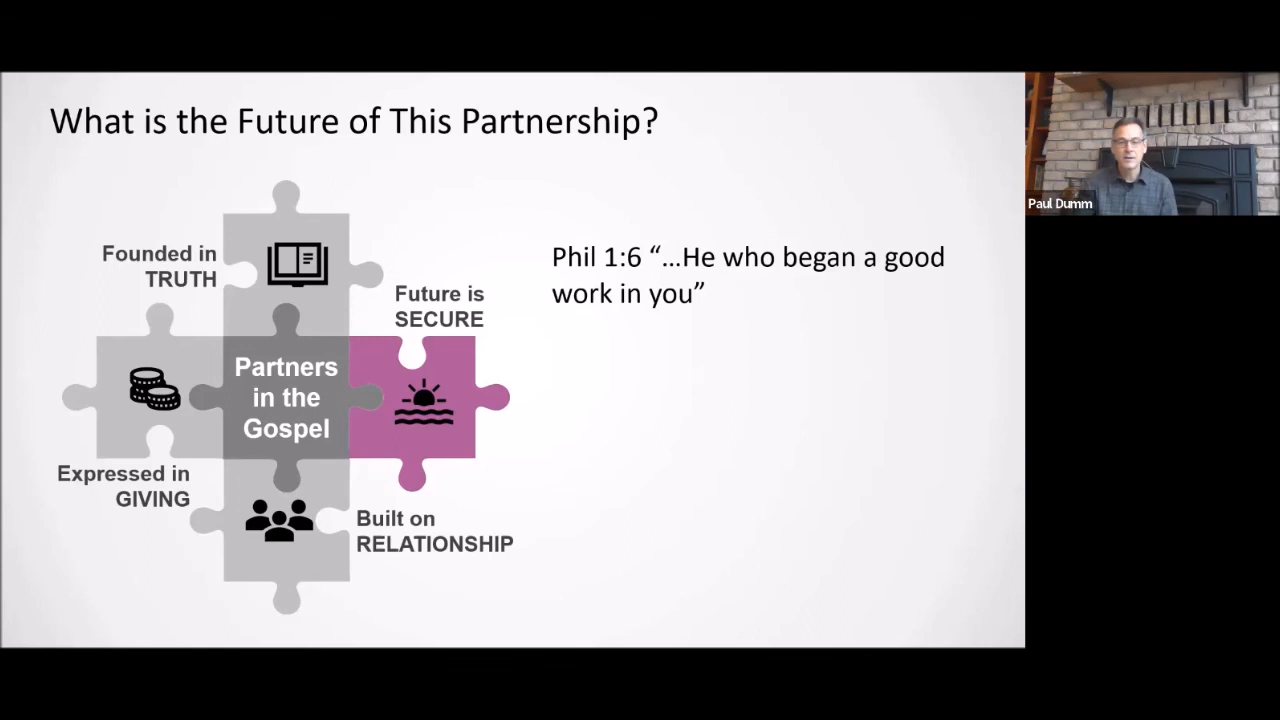 What is the Future of This Partnership?
Founded in
TRUTH
Future is
SECURE
Partners
in the
Gospel
Expressed in
GIVING
Built on
RELATIONSHIP
Phil 1:6 “…He who began a good
work in you”
Paul Dumm